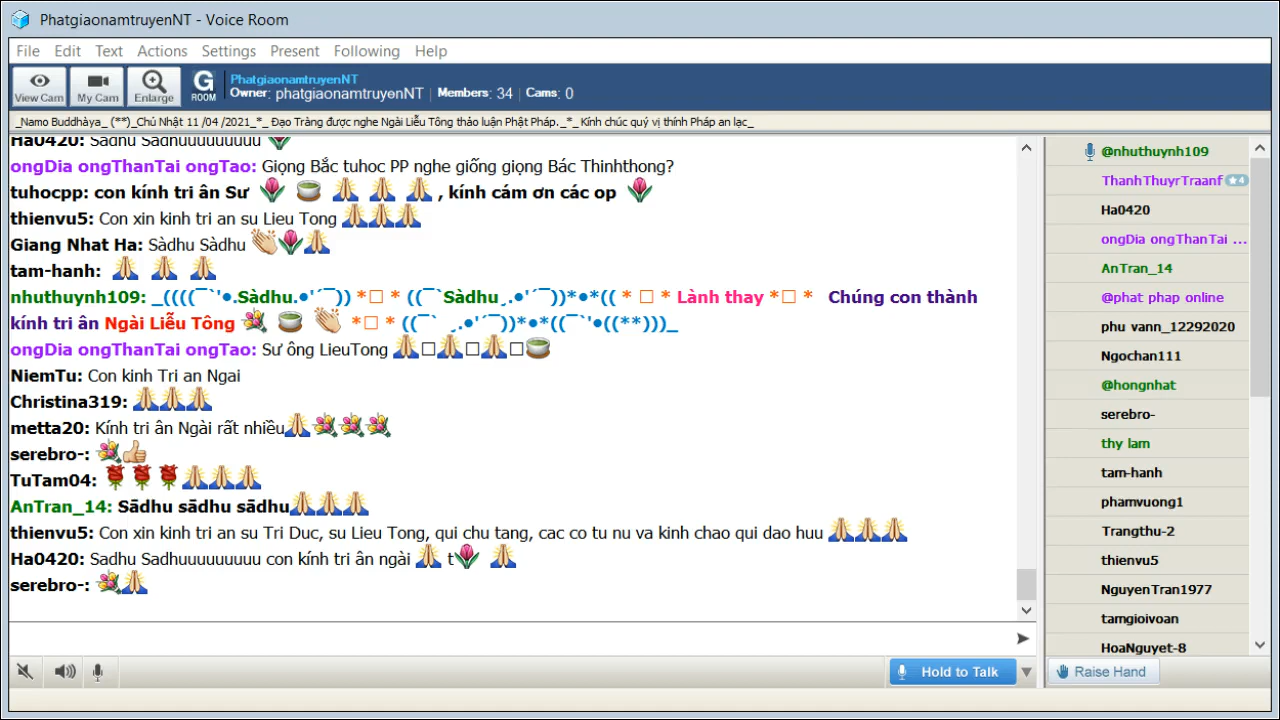 PhatgiaonamtruyenNT - Voice Room
File Edit Text Actions Settings Present Following Help
View Cam My Cam Enlarge G ROOM
PhatgiaonamtruyenNT
Owner: phatgiaonamtruyenNT | Members: 34 | Cams: 0
_Namo Buddhàya_ (**)_Chủ Nhật 11 /04 /2021_*_ Đạo Tràng được nghe Ngài Liễu Tông thảo luận Phật Pháp._*_ Kính chúc quý vị thính Pháp an lạc_
Ha0420: Sadhu Sadhuuuuuuuuu 🌷
ongDia ongThanTai ongTao: Giọng Bắc tuhoc PP nghe giống giọng Bác Thinhthong?
tuhocpp: con kính tri ân Sư 🌷 🍵 🙏 🙏 🙏 , kính cám ơn các op 🌷
thienvu5: Con xin kinh tri an su Lieu Tong 🙏🙏🙏
Giang Nhat Ha: Sàdhu Sàdhu 👏🌷🙏
tam-hanh: 🙏 🙏 🙏
nhuthuynh109: _((((¯`'●.Sàdhu.●'´¯)) *□ * ((¯`Sàdhu¸.●'´¯))*●*(( * □ * Lành thay *□ * Chúng con thành
kính tri ân Ngài Liễu Tông 💐 🍵 👏 *□ * ((¯` ¸.●'´¯))*●*((¯`'●((**)))_
ongDia ongThanTai ongTao: Sư ông LieuTong 🙏□🙏□🙏□🍵
NiemTu: Con kinh Tri an Ngai
Christina319: 🙏🙏🙏
metta20: Kính tri ân Ngài rất nhiều🙏💐💐💐
serebro-: 💐👍
TuTam04: 🌹🌹🌹🙏🙏🙏
AnTran_14: Sādhu sādhu sādhu🙏🙏🙏
thienvu5: Con xin kinh tri an su Tri Duc, su Lieu Tong, qui chu tang, cac co tu nu va kinh chao qui dao huu 🙏🙏🙏
Ha0420: Sadhu Sadhuuuuuuuuu con kính tri ân ngài 🙏 t🌷 🙏
serebro-: 💐🙏
Hold to Talk
@nhuthuynh109
ThanhThuyrTraanf ★4
Ha0420
ongDia ongThanTai ...
AnTran_14
@phat phap online
phu vann_12292020
Ngochan111
@hongnhat
serebro-
thy lam
tam-hanh
phamvuong1
Trangthu-2
thienvu5
NguyenTran1977
tamgioivoan
HoaNguyet-8
Raise Hand